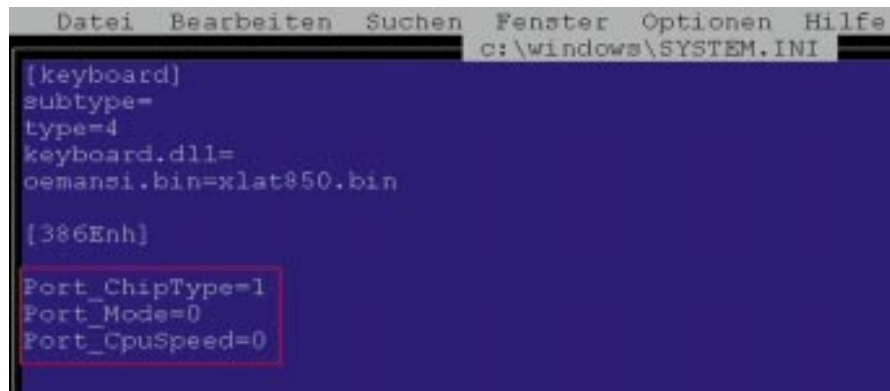 Datei Bearbeiten Suchen Fenster Optionen Hilfe
c:\windows\SYSTEM.INI
[keyboard]
subtype=
type=4
keyboard.dll=
oemansi.bin=xlat850.bin
[386Enh]
Port_ChipType=1
Port_Mode=0
Port_CpuSpeed=0